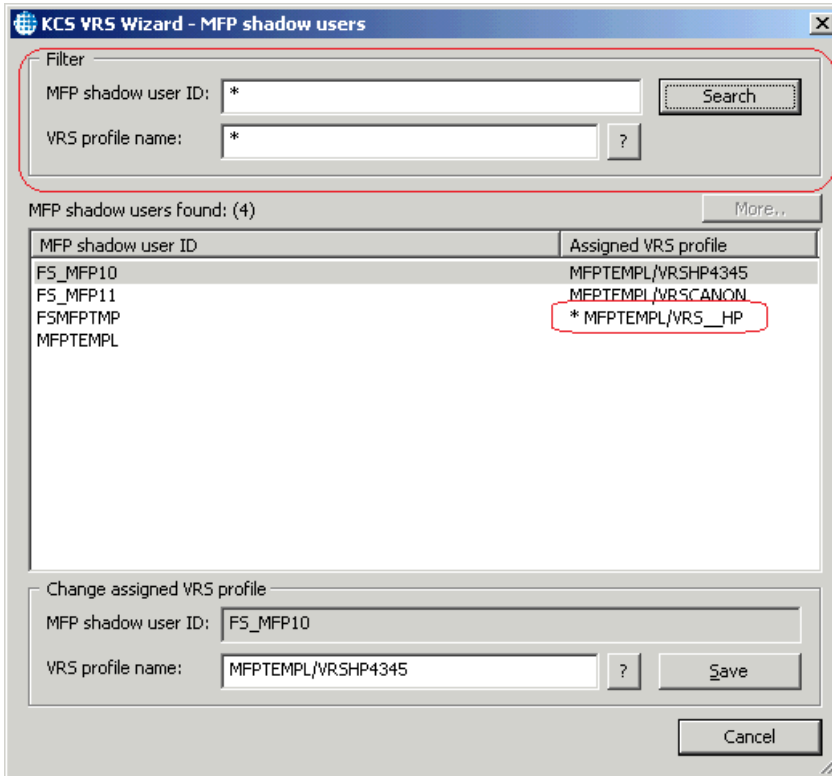 KCS VRS Wizard - MFP shadow users
Filter
MFP shadow user ID: * Search
VRS profile name: * ?
MFP shadow users found: (4) More..
MFP shadow user ID Assigned VRS profile
FS_MFP10 MFPTEMPL/VRSHP4345
FS_MFP11 MFPTEMPL/VRSCANON
FSMFPTMP * MFPTEMPL/VRS__HP
MFPTEMPL
Change assigned VRS profile
MFP shadow user ID: FS_MFP10
VRS profile name: MFPTEMPL/VRSHP4345 ? Save
Cancel